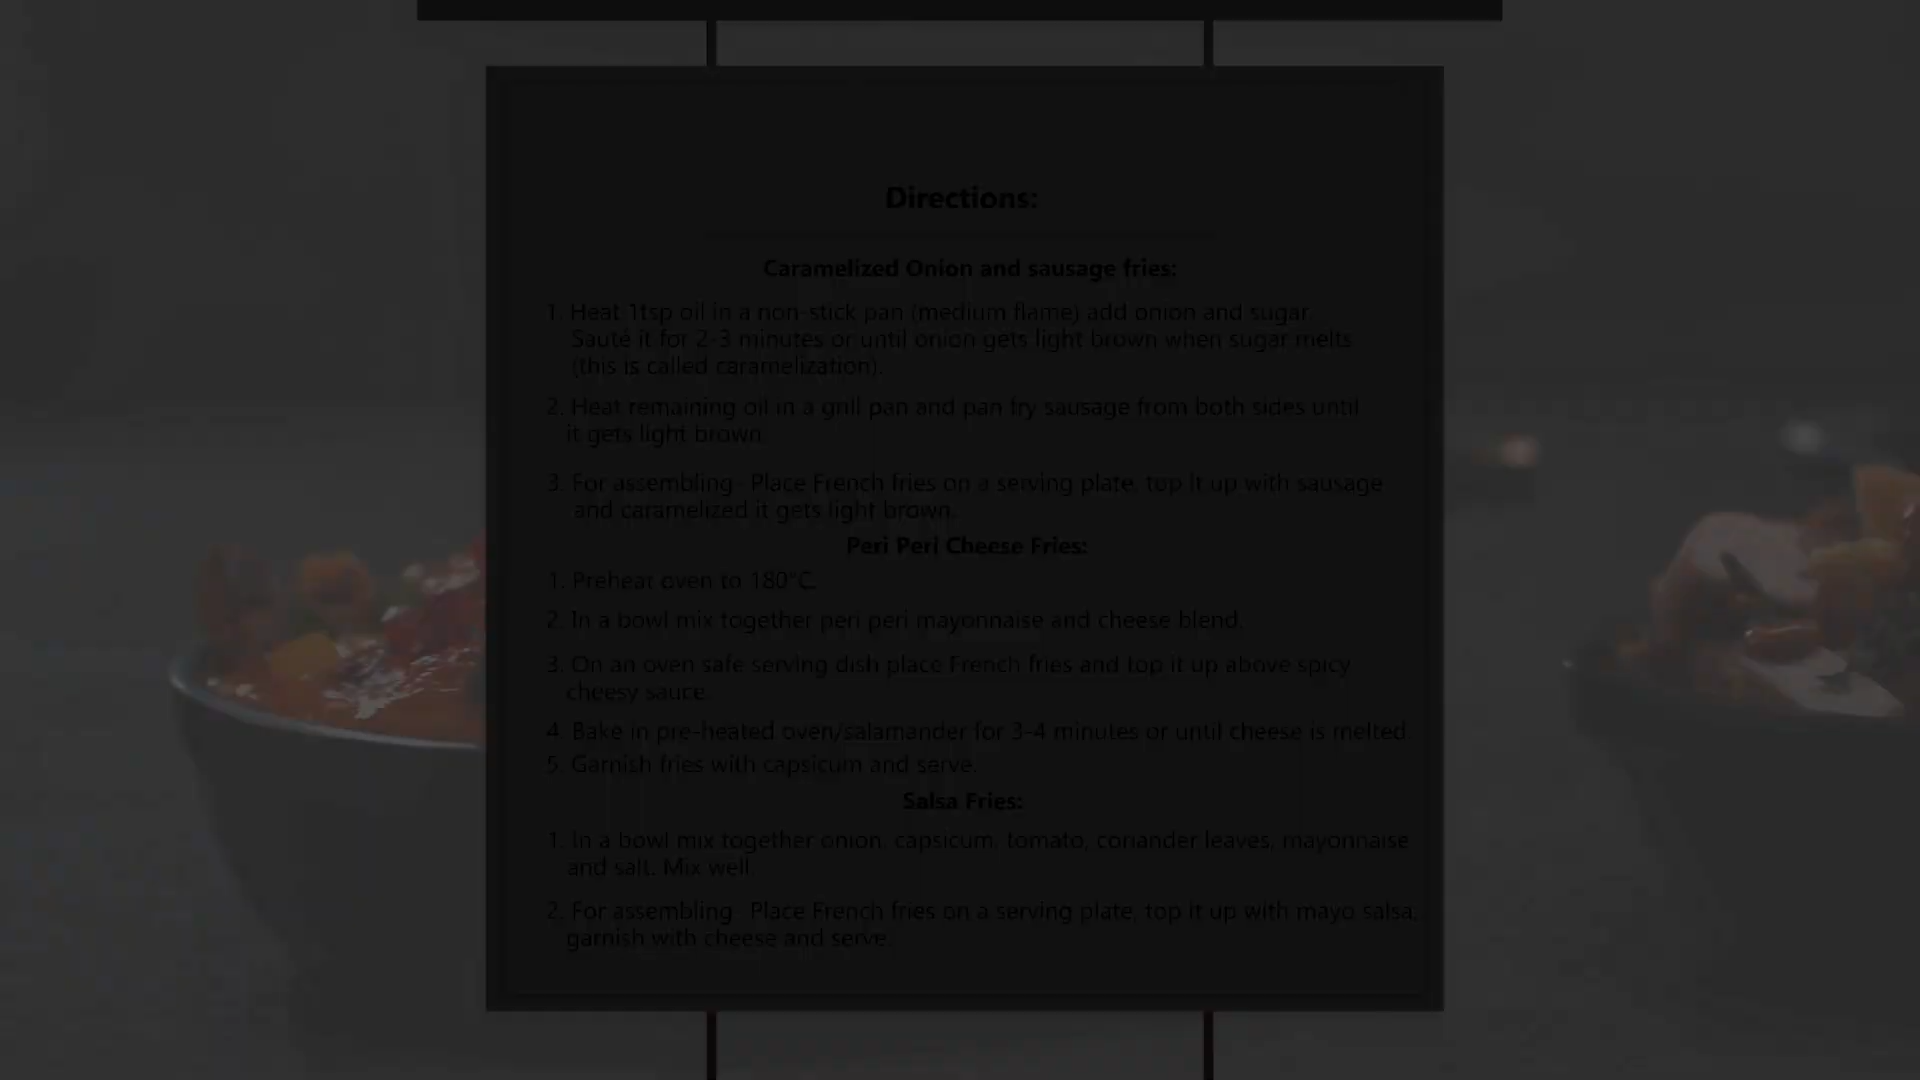 Directions:
Caramelized Onion and sausage fries:
1. Heat 1tsp oil in a non-stick pan (medium flame) add onion and sugar.
Sauté it for 2-3 minutes or until onion gets light brown when sugar melts
(this is called caramelization).
2. Heat remaining oil in a grill pan and pan fry sausage from both sides until
it gets light brown.
3. For assembling- Place French fries on a serving plate, top it up with sausage
and caramelized it gets light brown.
Peri Peri Cheese Fries:
1. Preheat oven to 180°C.
2. In a bowl mix together peri peri mayonnaise and cheese blend.
3. On an oven safe serving dish place French fries and top it up above spicy
cheesy sauce.
4. Bake in pre-heated oven/salamander for 3-4 minutes or until cheese is melted.
5. Garnish fries with capsicum and serve.
Salsa Fries:
1. In a bowl mix together onion, capsicum, tomato, coriander leaves, mayonnaise
and salt. Mix well.
2. For assembling- Place French fries on a serving plate, top it up with mayo salsa,
garnish with cheese and serve.